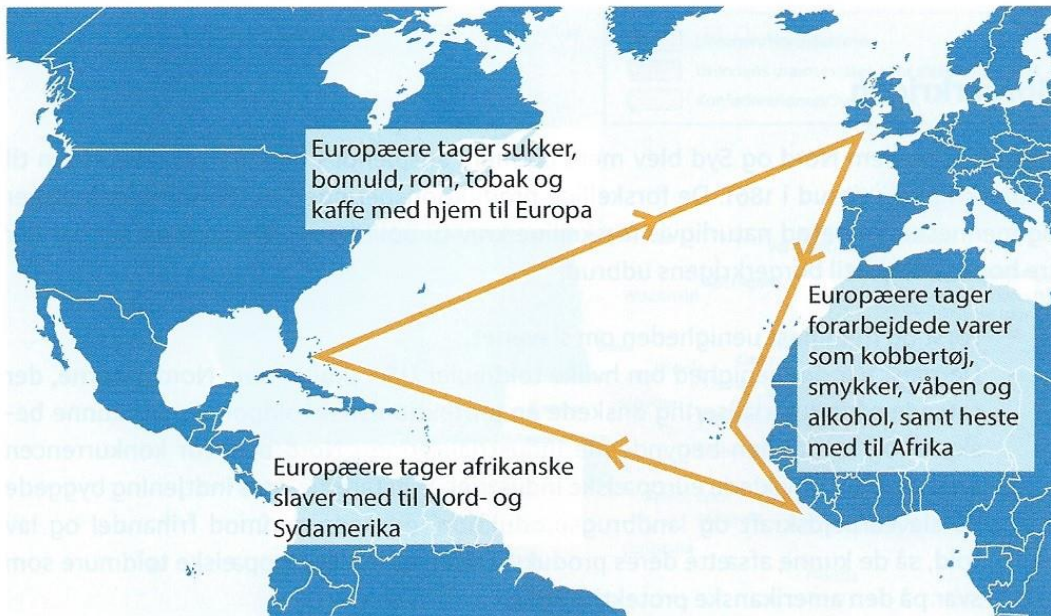 Europæere tager sukker,
bomuld, rom, tobak og
kaffe med hjem til Europa
Europæere tager
forarbejdede varer
som kobbertøj,
smykker, våben og
alkohol, samt heste
med til Afrika
Europæere tager afrikanske
slaver med til Nord- og
Sydamerika